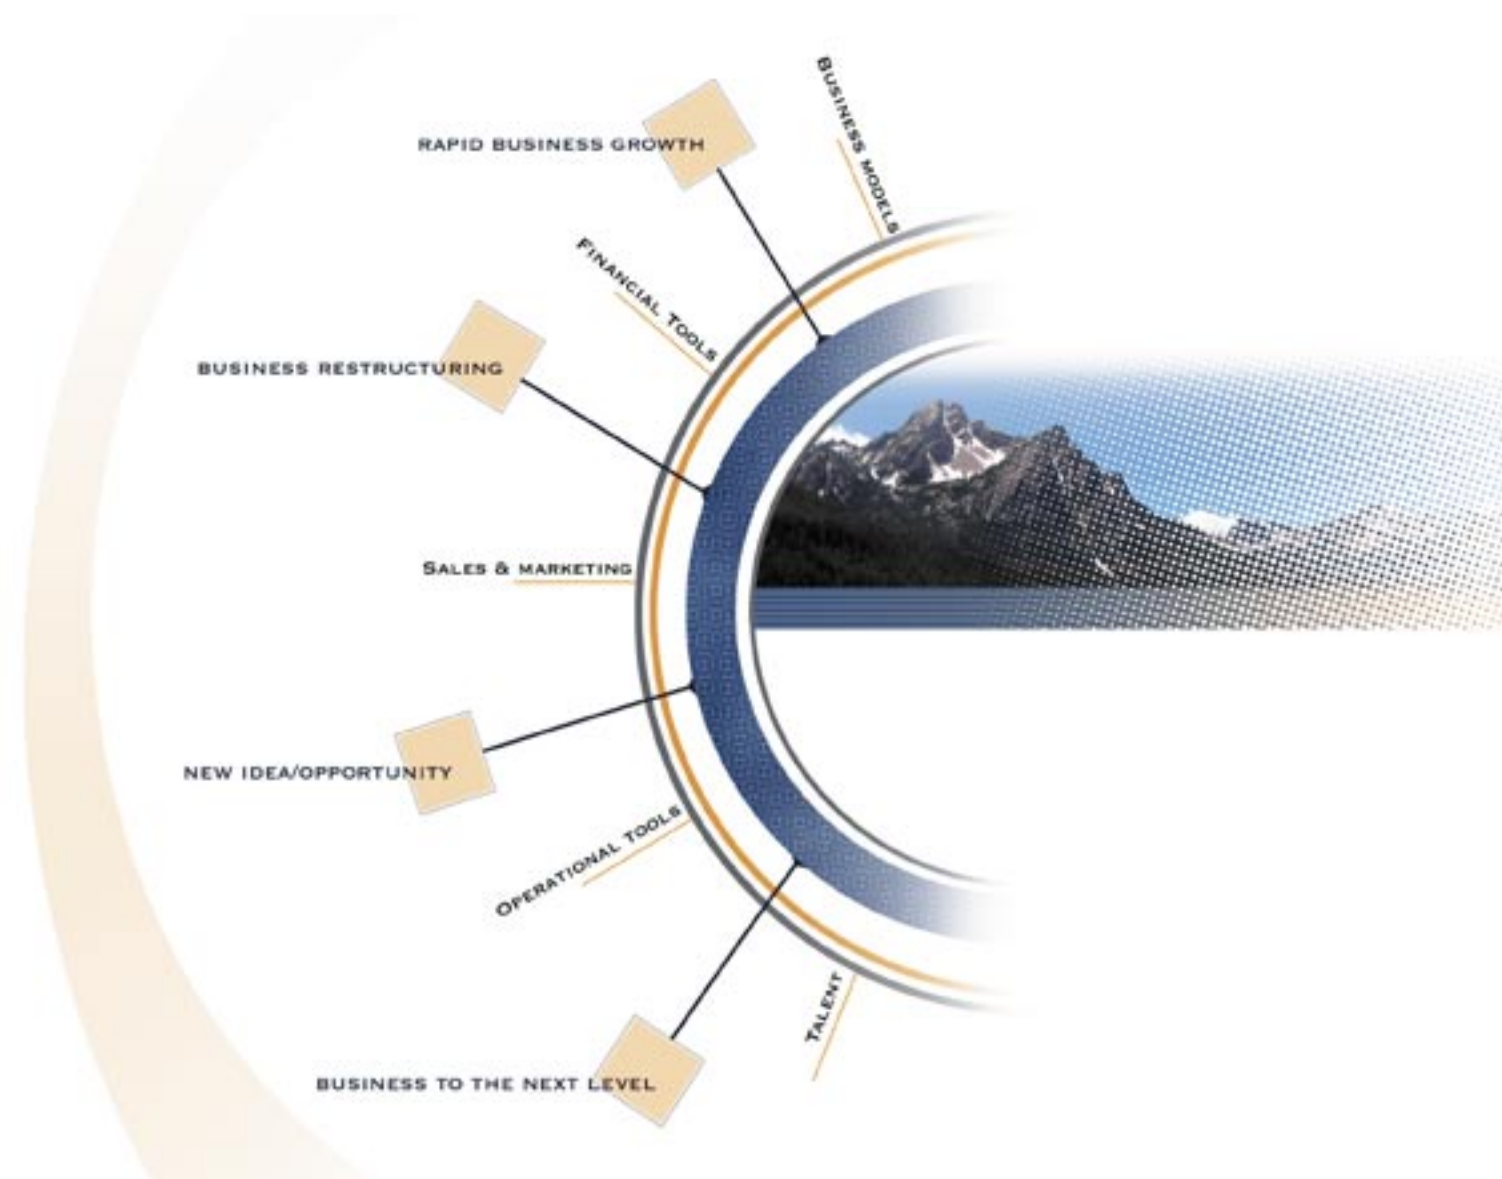 Business models
RAPID BUSINESS GROWTH
Financial Tools
BUSINESS RESTRUCTURING
Sales & marketing
NEW IDEA/OPPORTUNITY
Operational tools
Talent
BUSINESS TO THE NEXT LEVEL